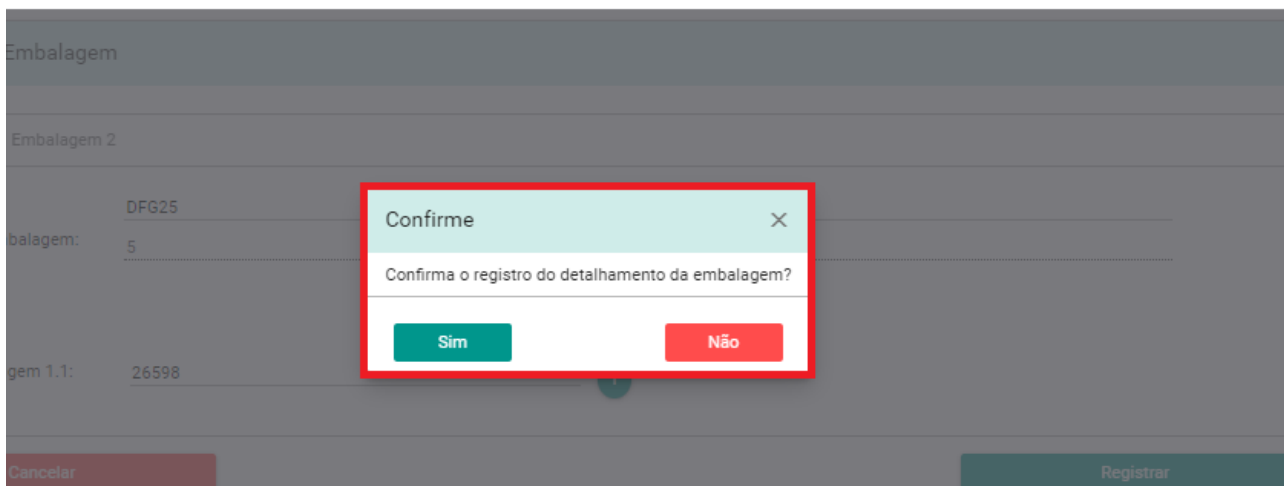 Embalagem
Embalagem 2
DFG25
balagem:
5
Confirme
Confirma o registro do detalhamento da embalagem?
Sim
Não
gem 1.1:
26598
Cancelar
Registrar